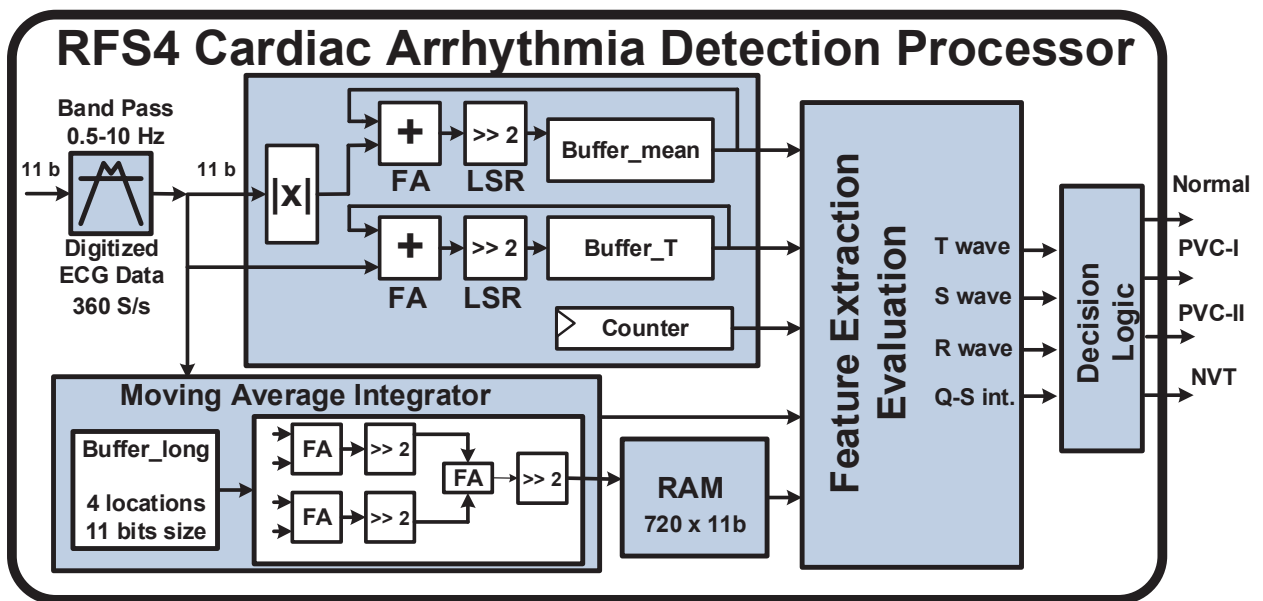 RFS4 Cardiac Arrhythmia Detection Processor
Band Pass
0.5-10 Hz
11 b
Digitized
ECG Data
360 S/s
11 b
|x|
+
FA
>> 2
LSR
Buffer_mean
+
FA
>> 2
LSR
Buffer_T
Counter
Moving Average Integrator
Buffer_long
4 locations
11 bits size
FA
>> 2
FA
>> 2
FA
>> 2
RAM
720 x 11b
Feature Extraction
Evaluation
T wave
S wave
R wave
Q-S int.
Decision
Logic
Normal
PVC-I
PVC-II
NVT